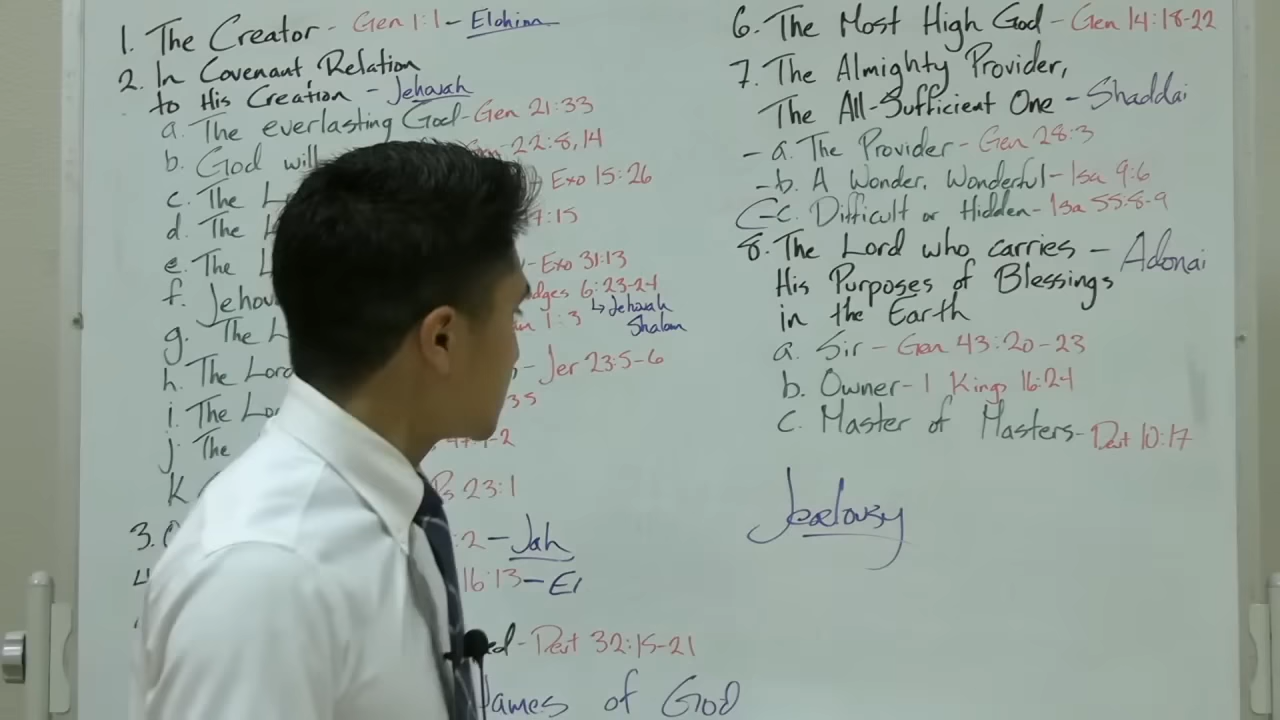 1. The Creator - Gen 1:1 - Elohim
2. In Covenant Relation
to His Creation - Jehovah
a. The everlasting God - Gen 21:33
b. God will 22:8,14
c. The Exo 15:26
d. The 7:15
e. The - Exo 31:13
f. Jehov dges 6:23-24
↳ Jehovah
Shalom
g. The L 1:3
h. The Lord - Jer 23:5-6
i. The Lor 35
j. The 47:1-2
K Ps 23:1
3. :2 - Jah
4 16:13 - El
ed - Deut 32:15-21
Names of God
6. The Most High God - Gen 14:18-22
7. The Almighty Provider,
The All-Sufficient One - Shaddai
- a. The Provider - Gen 28:3
- b. A Wonder, Wonderful - Isa 9:6
C-c. Difficult or Hidden - Isa 55:8-9
8. The Lord who carries - Adonai
His Purposes of Blessings
in the Earth
a. Sir - Gen 43:20-23
b. Owner - 1 Kings 16:24
c. Master of Masters - Deut 10:17
Jealousy